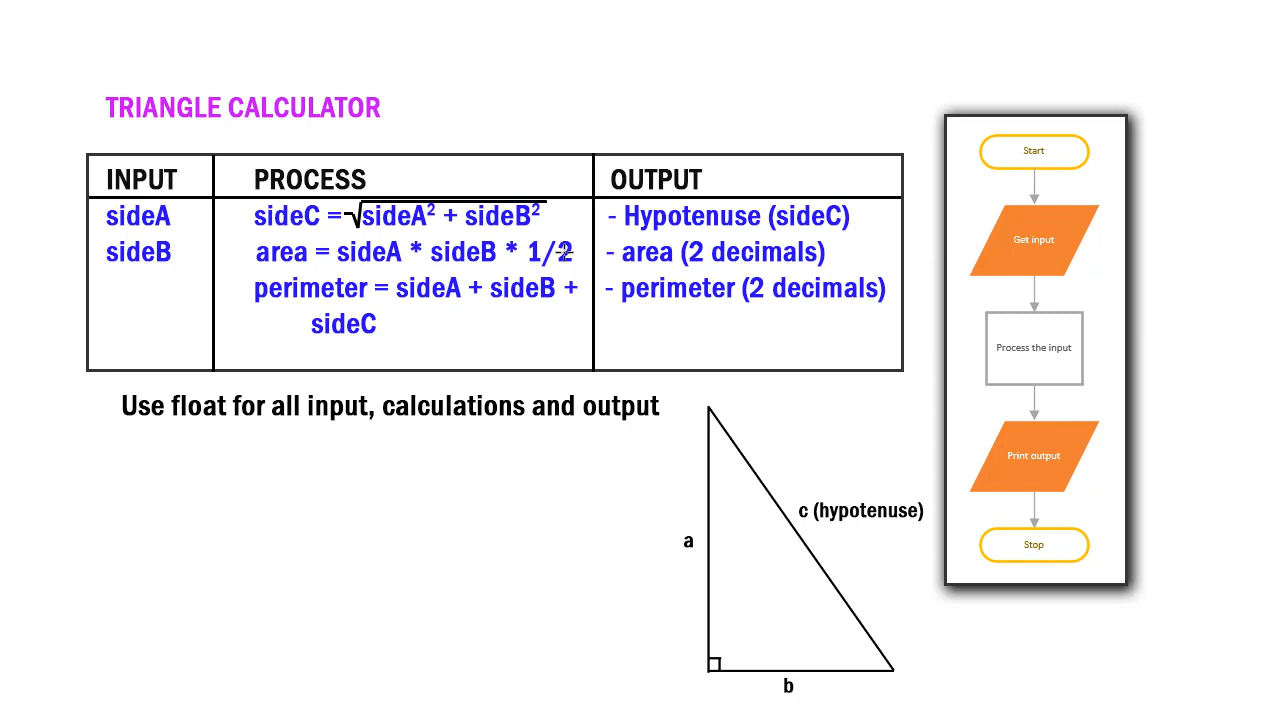 TRIANGLE CALCULATOR
INPUT PROCESS OUTPUT
sideA sideC = √sideA² + sideB² - Hypotenuse (sideC)
sideB area = sideA * sideB * 1/2 - area (2 decimals)
perimeter = sideA + sideB + - perimeter (2 decimals)
sideC
Use float for all input, calculations and output
a
c (hypotenuse)
b
Start
Get input
Process the input
Print output
Stop